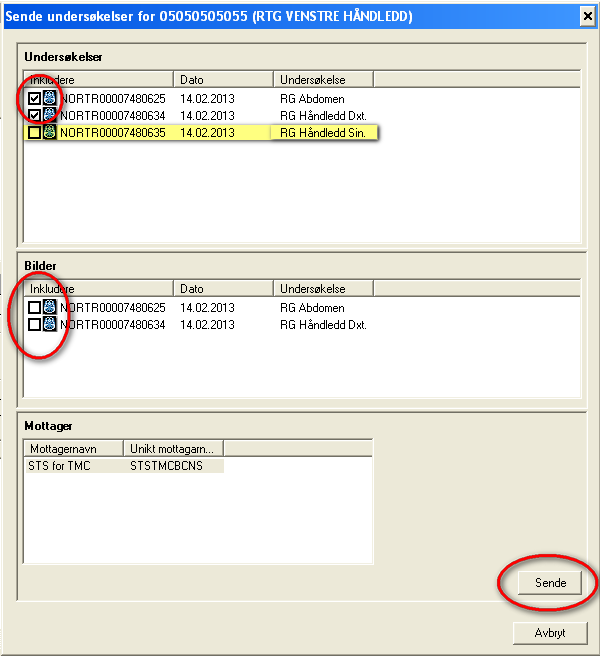 Sende undersøkelser for 05050505055 (RTG VENSTRE HÅNDLEDD)
Undersøkelser
Inkludere Dato Undersøkelse
NORTR00007480625 14.02.2013 RG Abdomen
NORTR00007480634 14.02.2013 RG Håndledd Dxt.
NORTR00007480635 14.02.2013 RG Håndledd Sin.
Bilder
Inkludere Dato Undersøkelse
NORTR00007480625 14.02.2013 RG Abdomen
NORTR00007480634 14.02.2013 RG Håndledd Dxt.
Mottager
Mottagernavn Unikt mottagarn...
STS for TMC STSTMCBCNS
Sende
Avbryt